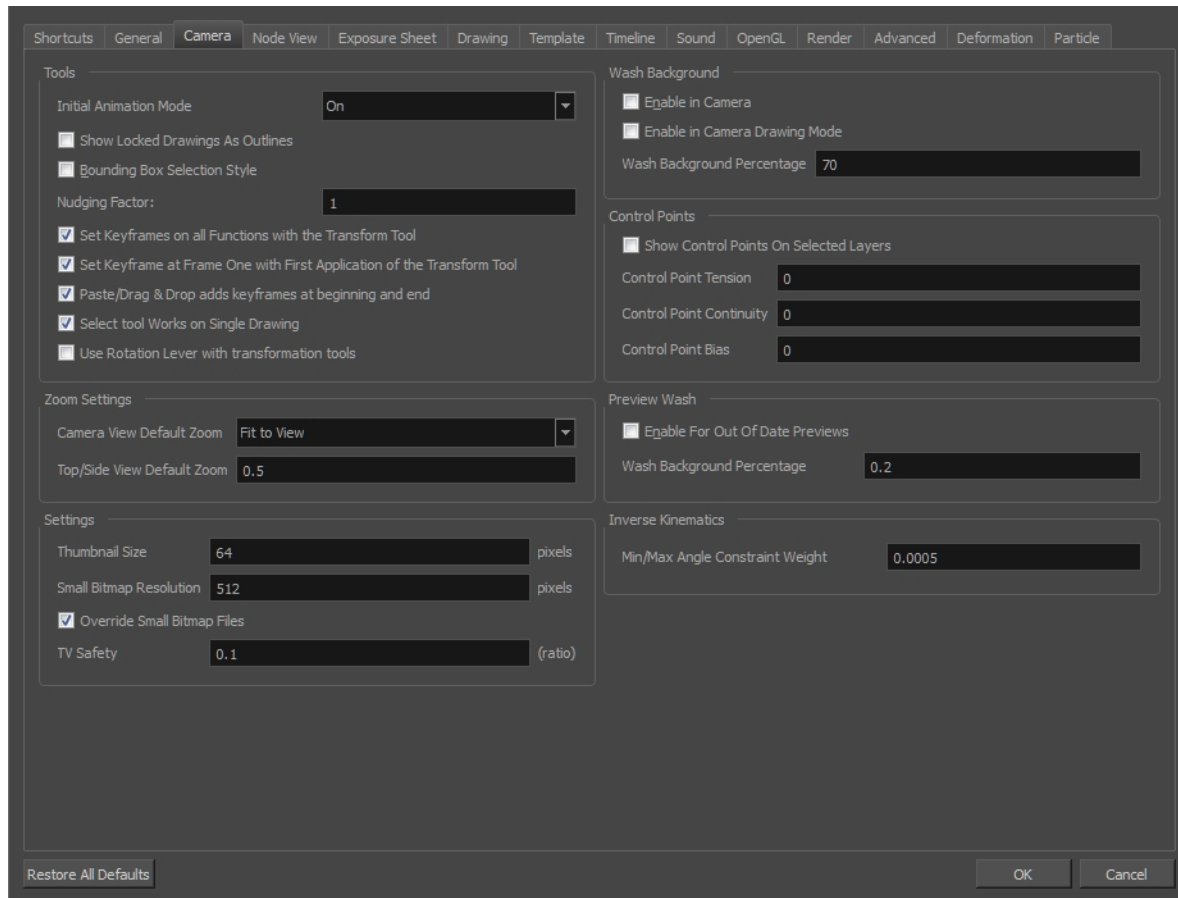 Shortcuts General Camera Node View Exposure Sheet Drawing Template Timeline Sound OpenGL Render Advanced Deformation Particle
Tools
Initial Animation Mode On
Show Locked Drawings As Outlines
Bounding Box Selection Style
Nudging Factor: 1
Set Keyframes on all Functions with the Transform Tool
Set Keyframe at Frame One with First Application of the Transform Tool
Paste/Drag & Drop adds keyframes at beginning and end
Select tool Works on Single Drawing
Use Rotation Lever with transformation tools
Zoom Settings
Camera View Default Zoom Fit to View
Top/Side View Default Zoom 0.5
Settings
Thumbnail Size 64 pixels
Small Bitmap Resolution 512 pixels
Override Small Bitmap Files
TV Safety 0.1 (ratio)
Wash Background
Enable in Camera
Enable in Camera Drawing Mode
Wash Background Percentage 70
Control Points
Show Control Points On Selected Layers
Control Point Tension 0
Control Point Continuity 0
Control Point Bias 0
Preview Wash
Enable For Out Of Date Previews
Wash Background Percentage 0.2
Inverse Kinematics
Min/Max Angle Constraint Weight 0.0005
Restore All Defaults OK Cancel